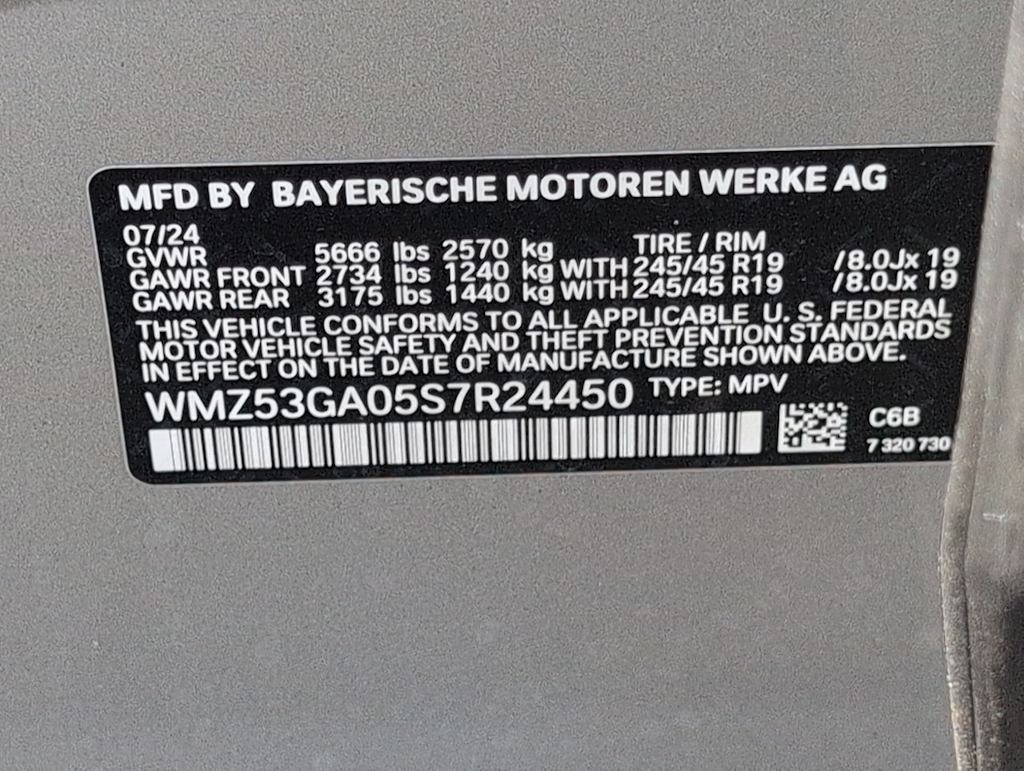 MFD BY BAYERISCHE MOTOREN WERKE AG
07/24 TIRE / RIM
GVWR 5666 lbs 2570 kg
GAWR FRONT 2734 lbs 1240 kg WITH 245/45 R19 /8.0Jx 19
GAWR REAR 3175 lbs 1440 kg WITH 245/45 R19 /8.0Jx 19
THIS VEHICLE CONFORMS TO ALL APPLICABLE U. S. FEDERAL
MOTOR VEHICLE SAFETY AND THEFT PREVENTION STANDARDS
IN EFFECT ON THE DATE OF MANUFACTURE SHOWN ABOVE.
WMZ53GA05S7R24450 TYPE: MPV
C6B
7 320 730